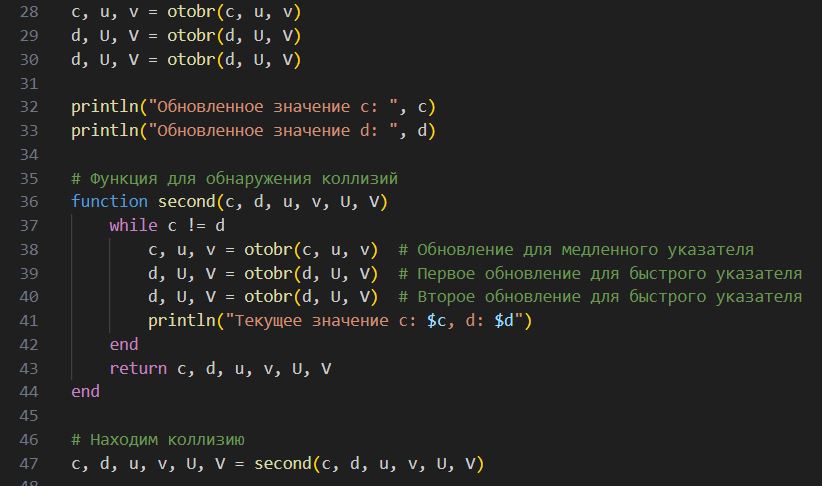 28 c, u, v = otobr(c, u, v)
29 d, U, V = otobr(d, U, V)
30 d, U, V = otobr(d, U, V)
31
32 println("Обновленное значение c: ", c)
33 println("Обновленное значение d: ", d)
34
35 # Функция для обнаружения коллизий
36 function second(c, d, u, v, U, V)
37     while c != d
38         c, u, v = otobr(c, u, v)  # Обновление для медленного указателя
39         d, U, V = otobr(d, U, V)  # Первое обновление для быстрого указателя
40         d, U, V = otobr(d, U, V)  # Второе обновление для быстрого указателя
41         println("Текущее значение c: $c, d: $d")
42     end
43     return c, d, u, v, U, V
44 end
45
46 # Находим коллизию
47 c, d, u, v, U, V = second(c, d, u, v, U, V)